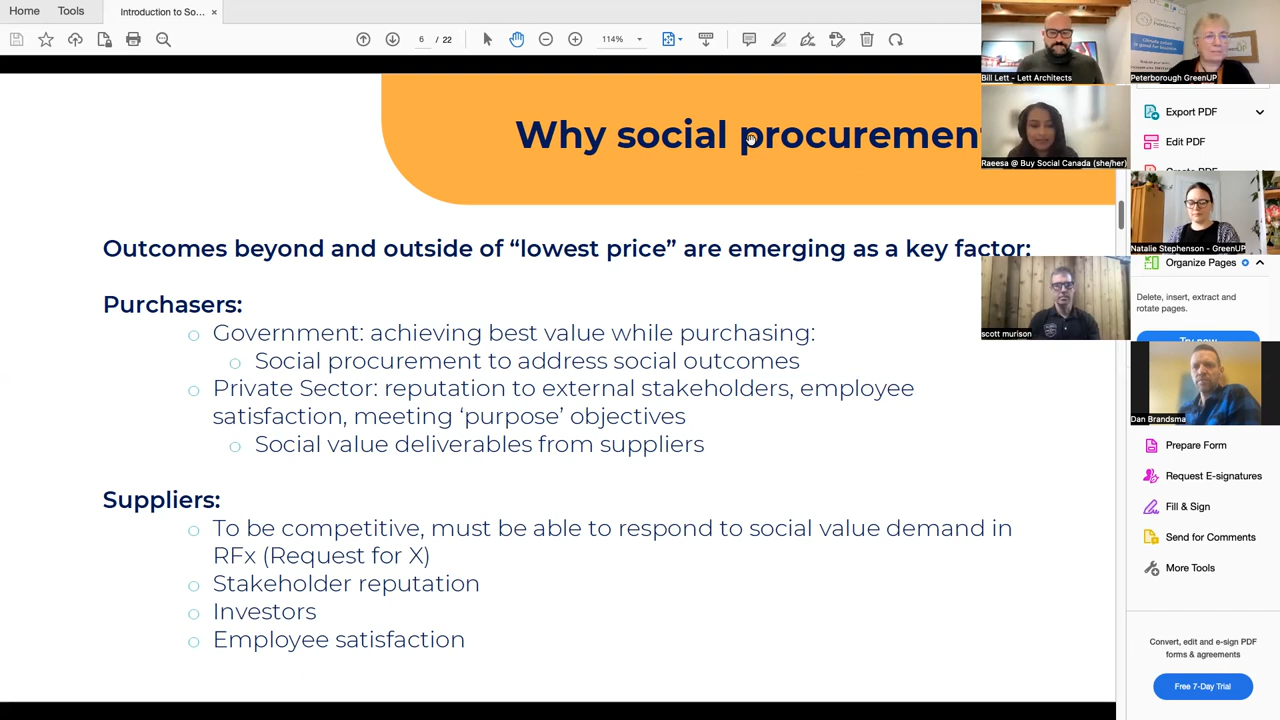 Home
Tools
Introduction to So...
6 / 22
114%
Why social procuremen
Outcomes beyond and outside of “lowest price” are emerging as a key factor:
Purchasers:
Government: achieving best value while purchasing:
Social procurement to address social outcomes
Private Sector: reputation to external stakeholders, employee
satisfaction, meeting ‘purpose’ objectives
Social value deliverables from suppliers
Suppliers:
To be competitive, must be able to respond to social value demand in
RFx (Request for X)
Stakeholder reputation
Investors
Employee satisfaction
Bill Lett - Lett Architects
Peterborough GreenUP
Raeesa @ Buy Social Canada (she/her)
Natalie Stephenson - GreenUP
scott murison
Dan Brandsma
Export PDF
Edit PDF
Create PDF
Organize Pages
Delete, insert, extract and
rotate pages.
Try now
Prepare Form
Request E-signatures
Fill & Sign
Send for Comments
More Tools
Convert, edit and e-sign PDF
forms & agreements
Free 7-Day Trial